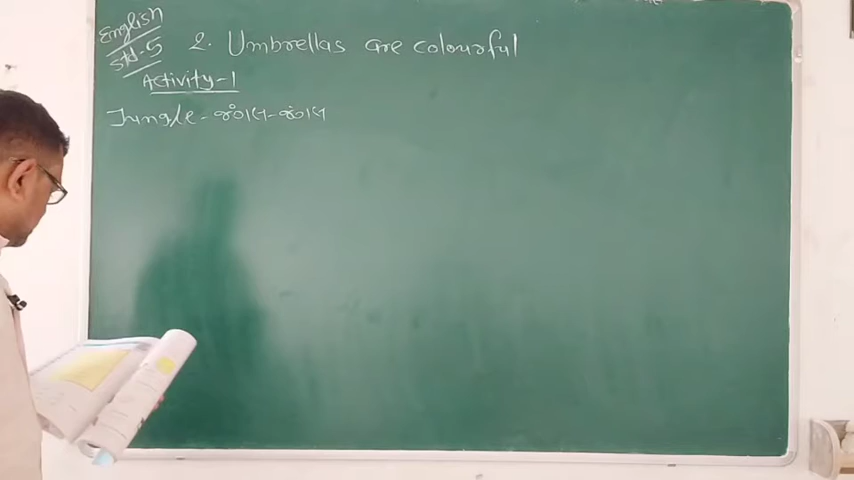 English
Std-5
2. Umbrellas are colourful
Activity-1
Jungle - જંગલ - જંગલ